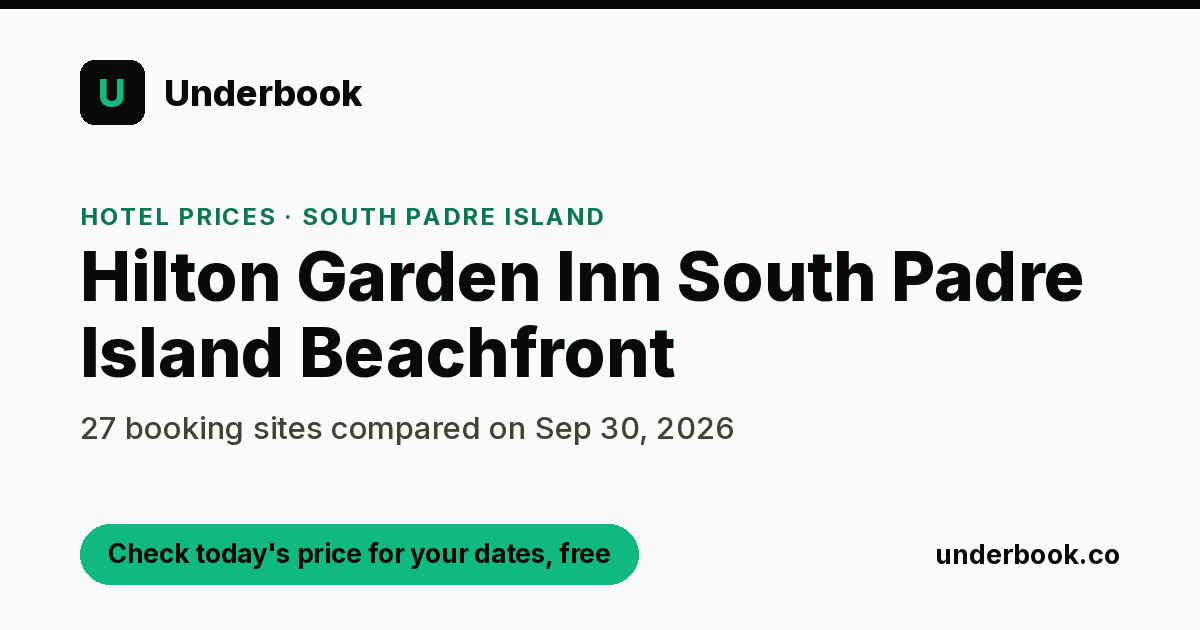 U Underbook
HOTEL PRICES · SOUTH PADRE ISLAND
Hilton Garden Inn South Padre
Island Beachfront
27 booking sites compared on Sep 30, 2026
Check today's price for your dates, free
underbook.co